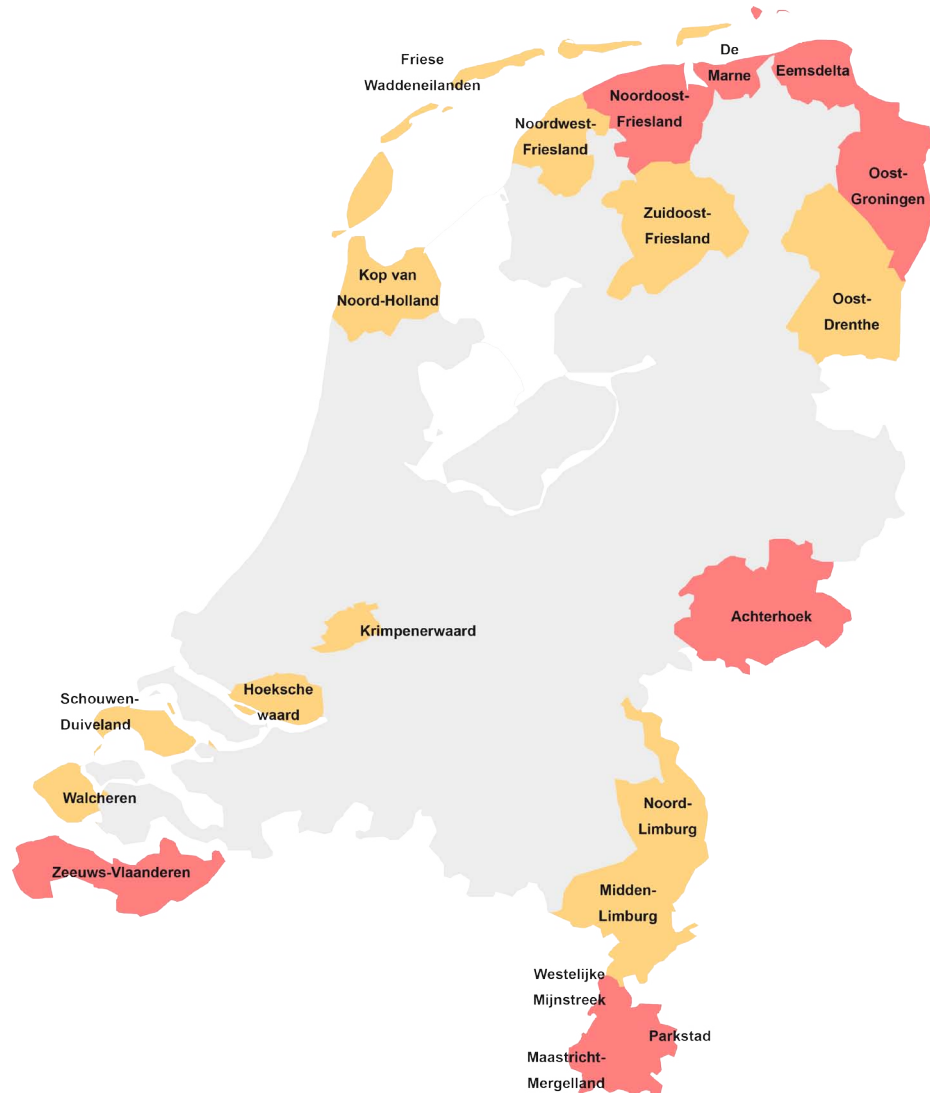 Friese
Waddeneilanden
De
Marne
Eemsdelta
Noordoost-
Friesland
Noordwest-
Friesland
Oost-
Groningen
Zuidoost-
Friesland
Kop van
Noord-Holland
Oost-
Drenthe
Achterhoek
Krimpenerwaard
Hoeksche
waard
Schouwen-
Duiveland
Walcheren
Noord-
Limburg
Zeeuws-Vlaanderen
Midden-
Limburg
Westelijke
Mijnstreek
Parkstad
Maastricht-
Mergelland